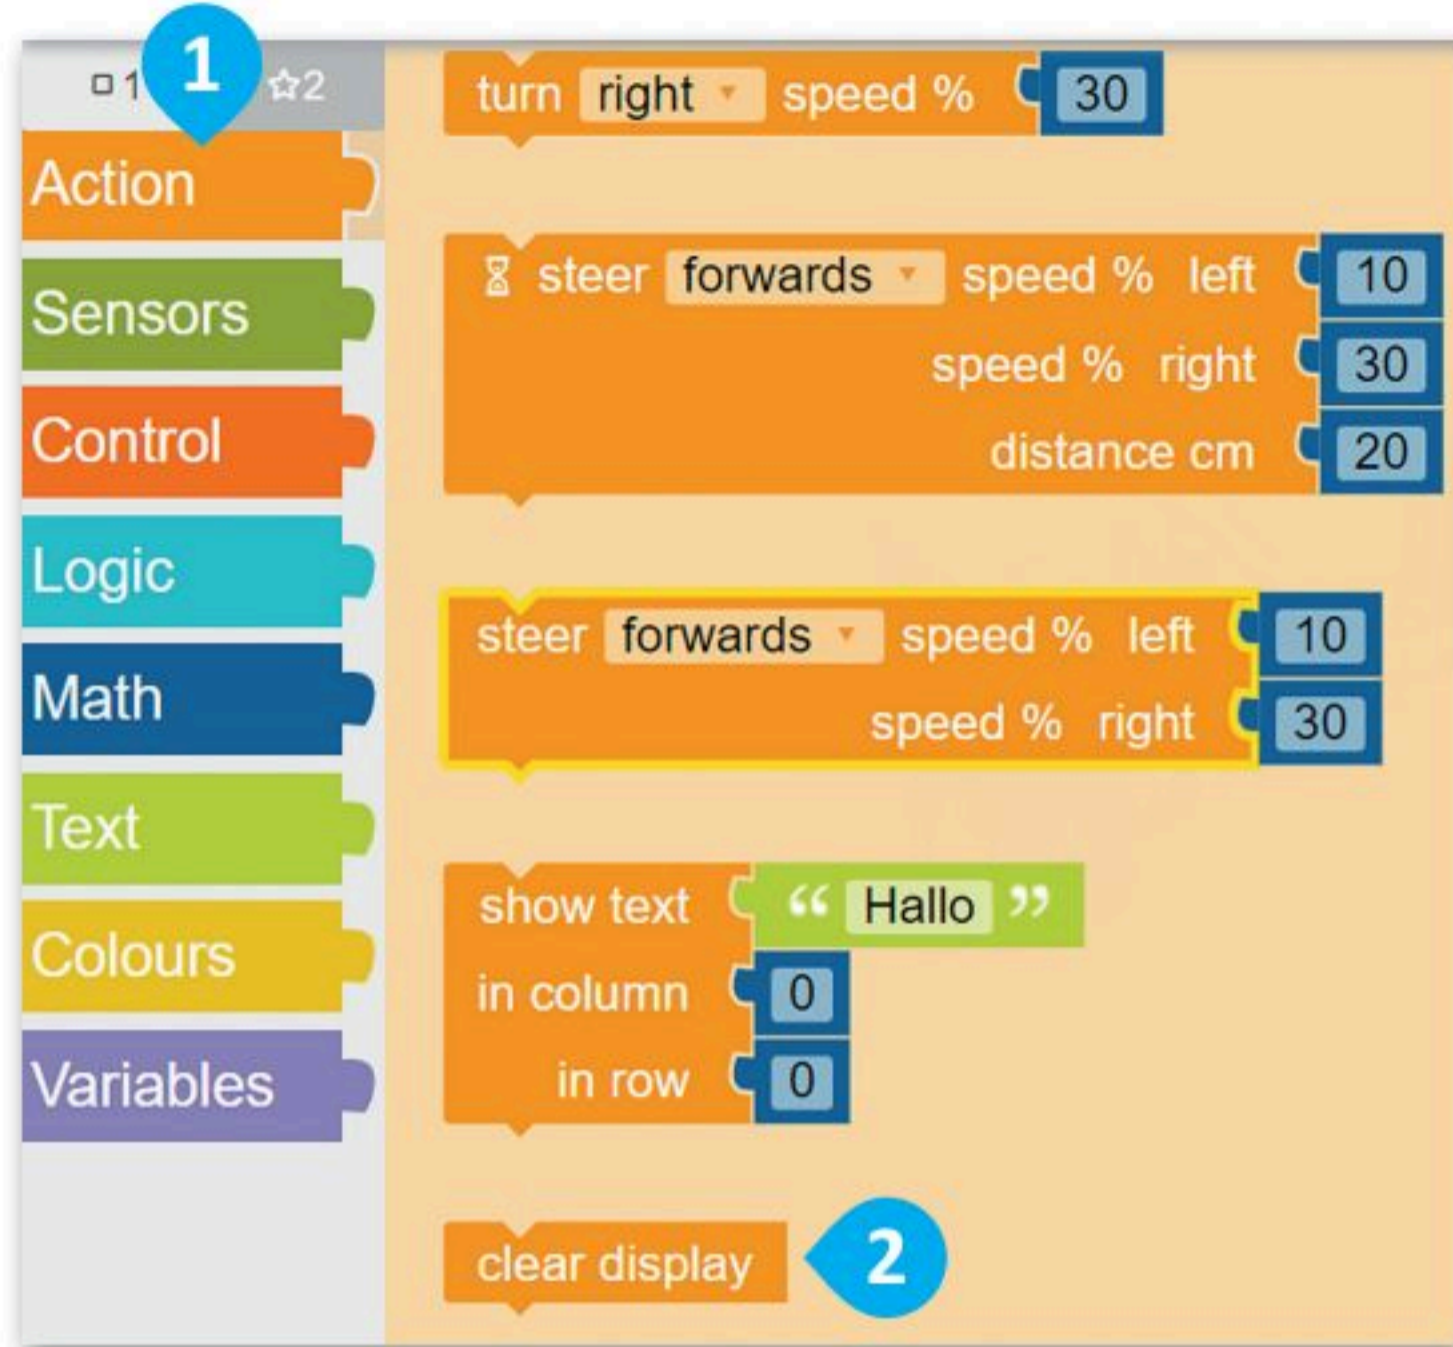 1
1 ☆2
Action
Sensors
Control
Logic
Math
Text
Colours
Variables
turn right speed % 30
steer forwards speed % left 10
speed % right 30
distance cm 20
steer forwards speed % left 10
speed % right 30
show text “ Hallo ”
in column 0
in row 0
clear display 2